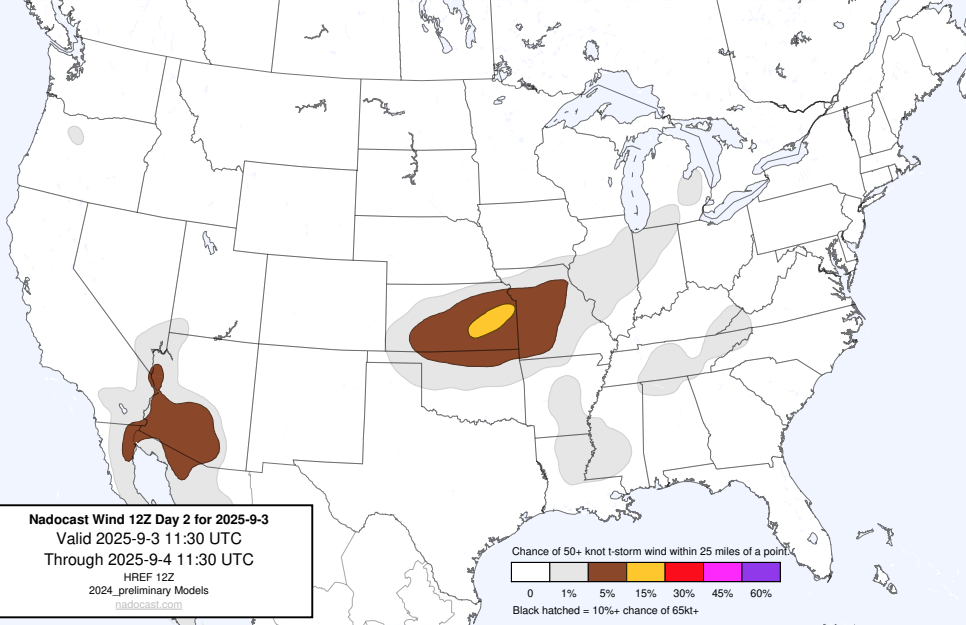 Nadocast Wind 12Z Day 2 for 2025-9-3
Valid 2025-9-3 11:30 UTC
Through 2025-9-4 11:30 UTC
HREF 12Z
2024_preliminary Models
nadocast.com
Chance of 50+ knot t-storm wind within 25 miles of a point.
0 1% 5% 15% 30% 45% 60%
Black hatched = 10%+ chance of 65kt+